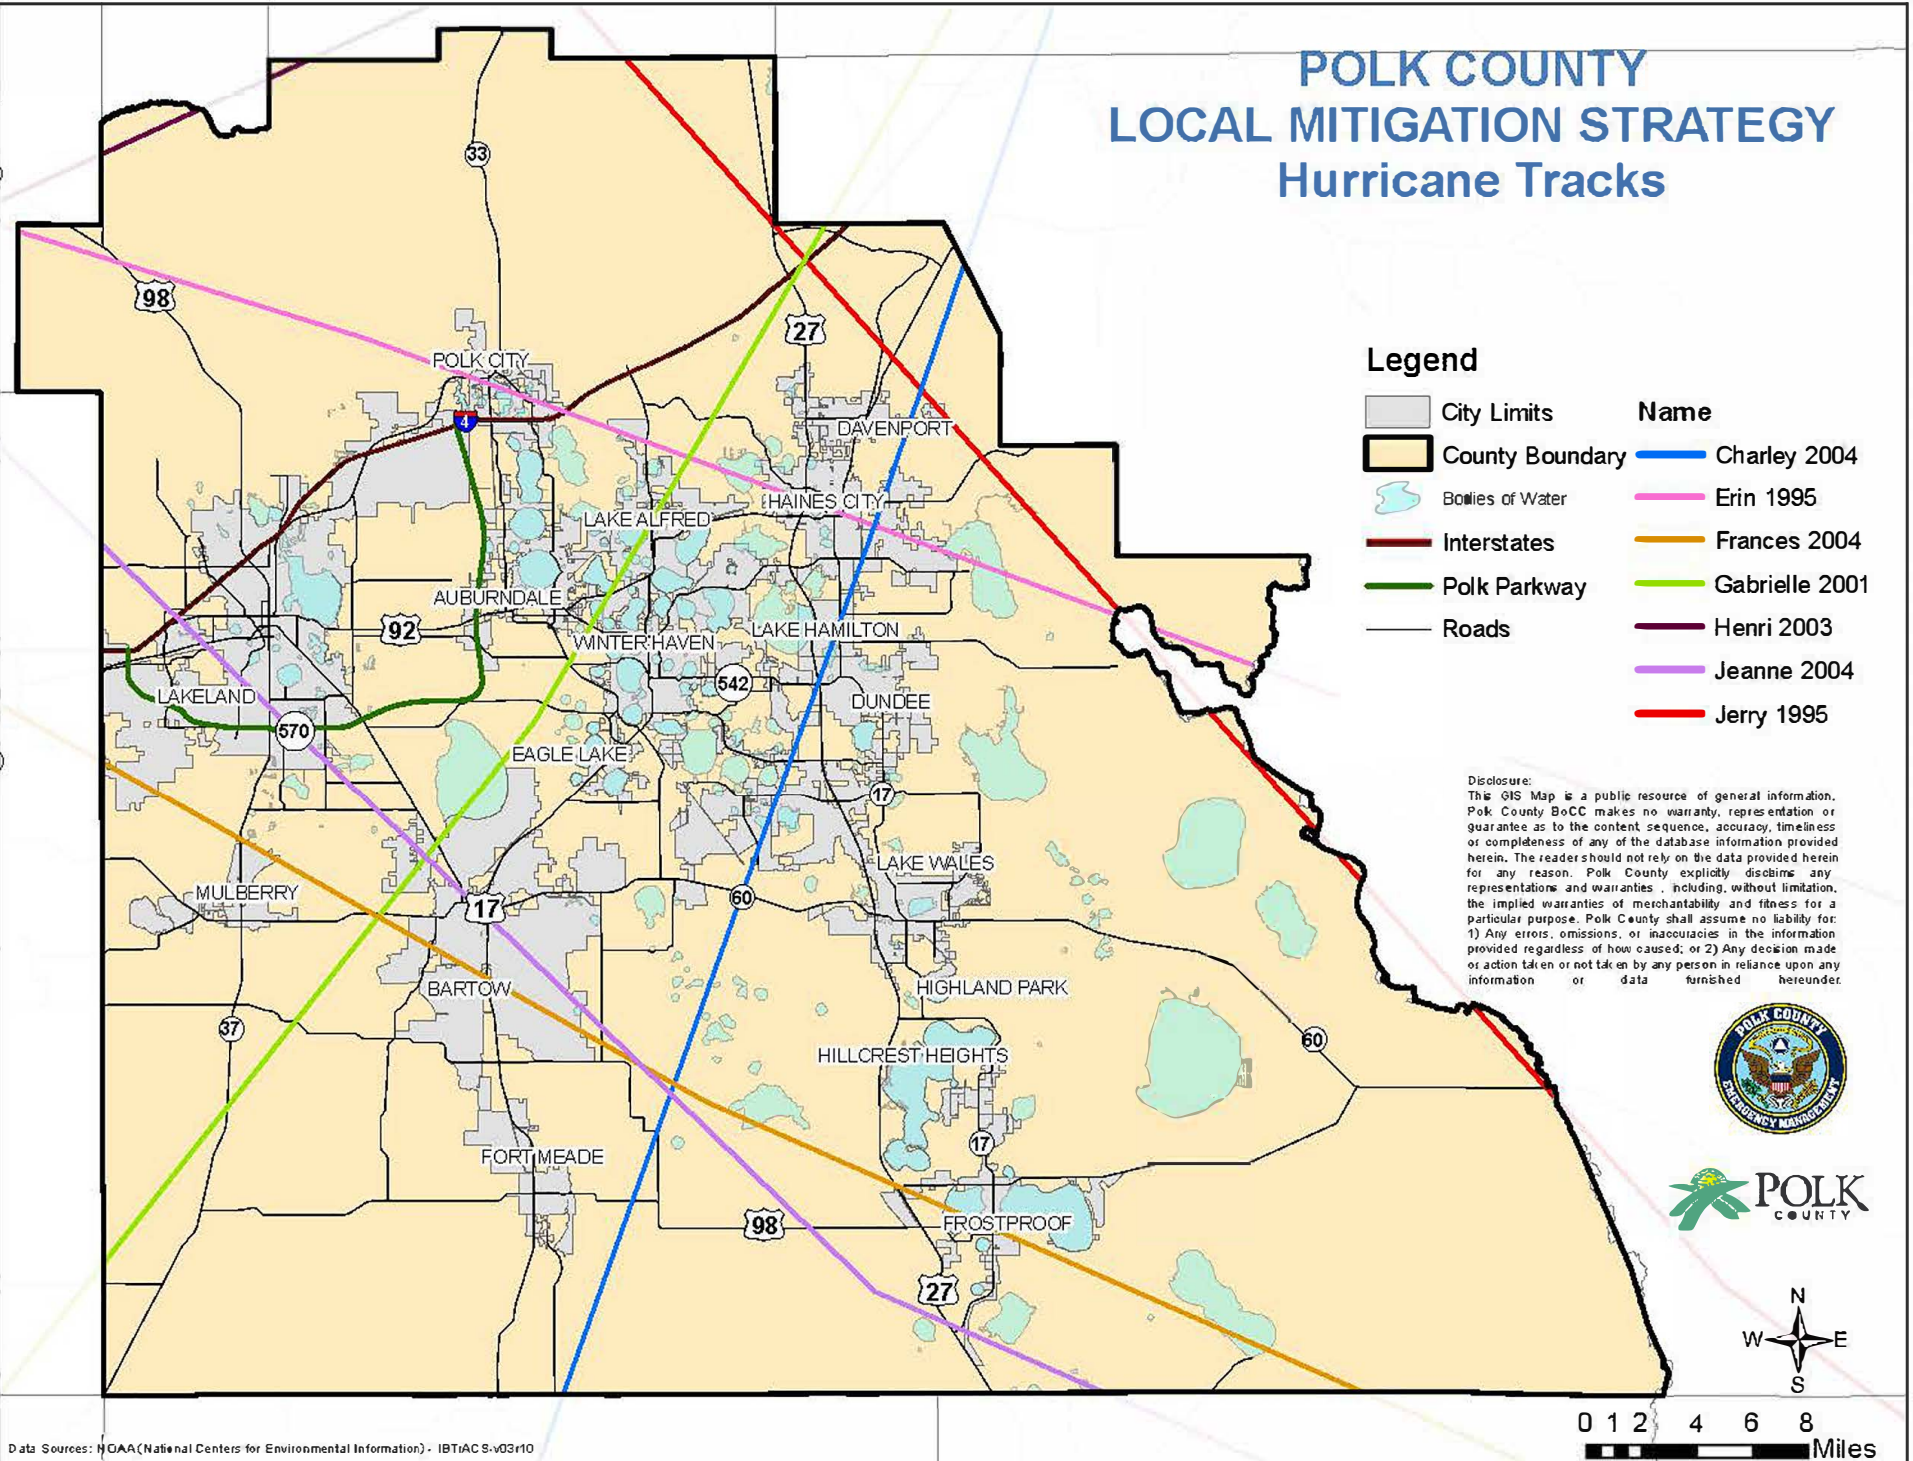 POLK COUNTY
LOCAL MITIGATION STRATEGY
Hurricane Tracks
33
98
27
POLK CITY
4
DAVENPORT
HAINES CITY
LAKE ALFRED
AUBURNDALE
92
WINTER HAVEN
LAKE HAMILTON
542
LAKELAND
DUNDEE
570
EAGLE LAKE
17
LAKE WALES
MULBERRY
60
17
BARTOW
HIGHLAND PARK
37
60
HILLCREST HEIGHTS
17
FORT MEADE
98
FROSTPROOF
27
Legend
City Limits
County Boundary
Bodies of Water
Interstates
Polk Parkway
Roads
Name
Charley 2004
Erin 1995
Frances 2004
Gabrielle 2001
Henri 2003
Jeanne 2004
Jerry 1995
Disclosure:
This GIS Map is a public resource of general information.
Polk County BoCC makes no warranty, representation or
guarantee as to the content, sequence, accuracy, timeliness
or completeness of any of the database information provided
herein. The reader should not rely on the data provided herein
for any reason. Polk County explicitly disclaims any
representations and warranties , including, without limitation,
the implied warranties of merchantability and fitness for a
particular purpose. Polk County shall assume no liability for:
1) Any errors, omissions, or inaccuracies in the information
provided regardless of how caused; or 2) Any decision made
or action taken or not taken by any person in reliance upon any
information or data furnished hereunder.
POLK COUNTY
EMERGENCY MANAGEMENT
POLK
COUNTY
N
W E
S
0 1 2 4 6 8
Miles
Data Sources: NOAA(National Centers for Environmental Information) - IBTrACS-v03r10